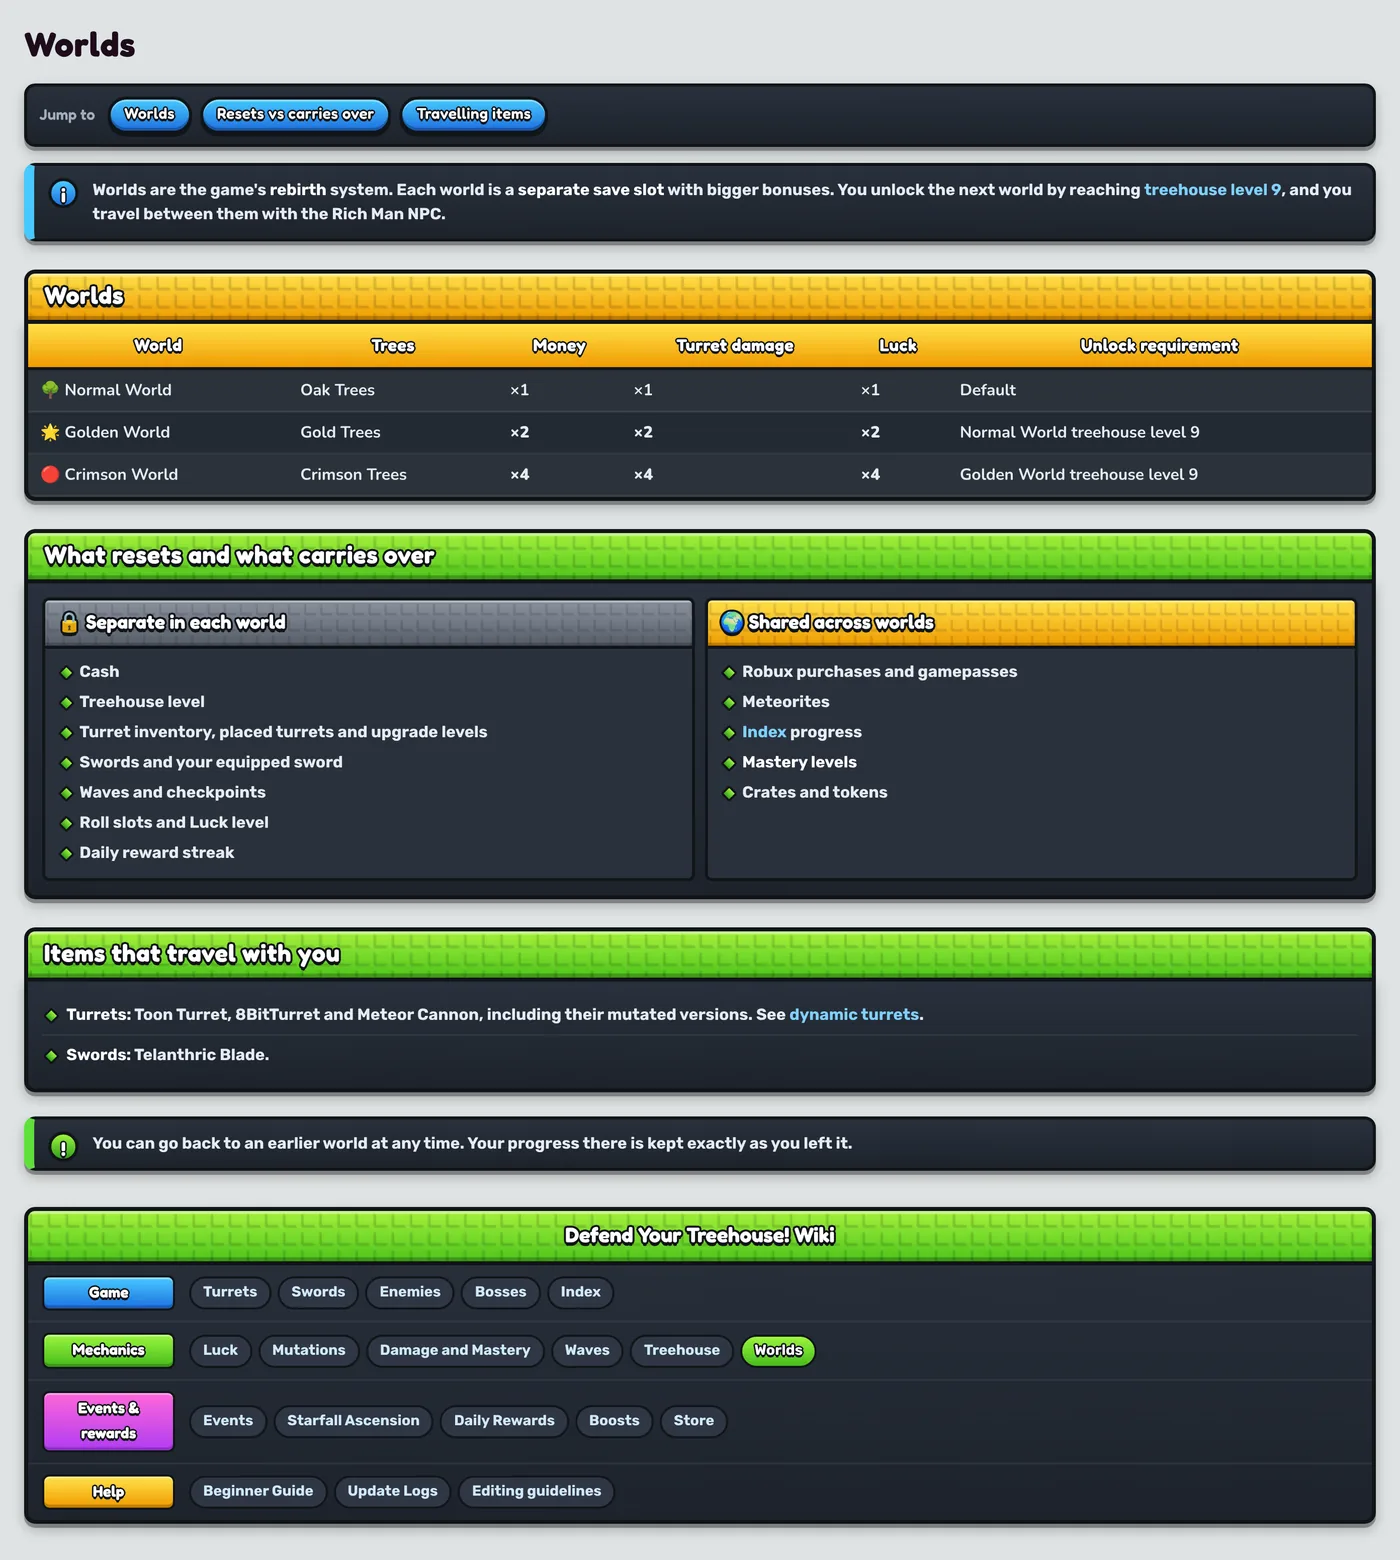 Worlds
Jump to Worlds Resets vs carries over Travelling items
Worlds are the game's rebirth system. Each world is a separate save slot with bigger bonuses. You unlock the next world by reaching treehouse level 9, and you
travel between them with the Rich Man NPC.
Worlds
World Trees Money Turret damage Luck Unlock requirement
Normal World Oak Trees ×1 ×1 ×1 Default
Golden World Gold Trees ×2 ×2 ×2 Normal World treehouse level 9
Crimson World Crimson Trees ×4 ×4 ×4 Golden World treehouse level 9
What resets and what carries over
Separate in each world
Cash
Treehouse level
Turret inventory, placed turrets and upgrade levels
Swords and your equipped sword
Waves and checkpoints
Roll slots and Luck level
Daily reward streak
Shared across worlds
Robux purchases and gamepasses
Meteorites
Index progress
Mastery levels
Crates and tokens
Items that travel with you
Turrets: Toon Turret, 8BitTurret and Meteor Cannon, including their mutated versions. See dynamic turrets.
Swords: Telanthric Blade.
You can go back to an earlier world at any time. Your progress there is kept exactly as you left it.
Defend Your Treehouse! Wiki
Game Turrets Swords Enemies Bosses Index
Mechanics Luck Mutations Damage and Mastery Waves Treehouse Worlds
Events &
rewards
Events Starfall Ascension Daily Rewards Boosts Store
Help Beginner Guide Update Logs Editing guidelines